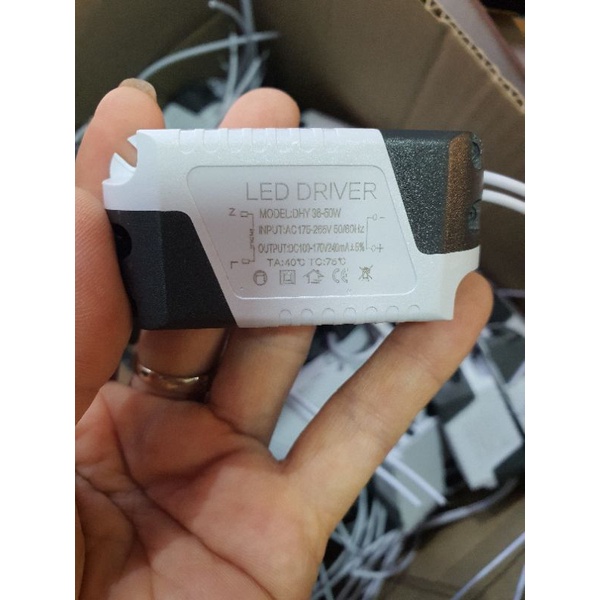 LED DRIVER
N MODEL:DHY 36-50W -
INPUT:AC175-265V 50/60Hz
OUTPUT:DC100-170V240mA±5% +
L TA:40℃ TC:75℃
CE